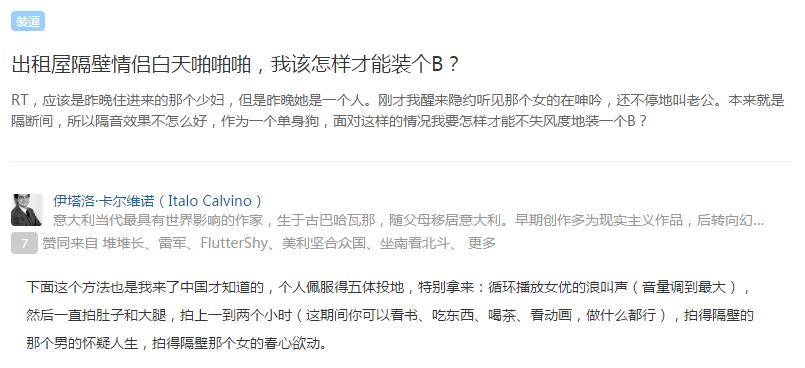 装逼
出租屋隔壁情侣白天啪啪啪，我该怎样才能装个B？
RT，应该是昨晚住进来的那个少妇，但是昨晚她是一个人。刚才我醒来隐约听见那个女的在呻吟，还不停地叫老公。本来就是
隔断间，所以隔音效果不怎么好，作为一个单身狗，面对这样的情况我要怎样才能不失风度地装一个B？
伊塔洛·卡尔维诺（Italo Calvino）
意大利当代最具有世界影响的作家，生于古巴哈瓦那，随父母移居意大利。早期创作多为现实主义作品，后转向幻...
7 赞同来自 堆堆长、雷军、FlutterShy、美利坚合众国、坐南看北斗、 更多
下面这个方法也是我来了中国才知道的，个人佩服得五体投地，特别拿来：循环播放女优的浪叫声（音量调到最大），
然后一直拍肚子和大腿，拍上一到两个小时（这期间你可以看书、吃东西、喝茶、看动画，做什么都行），拍得隔壁的
那个男的怀疑人生，拍得隔壁那个女的春心欲动。